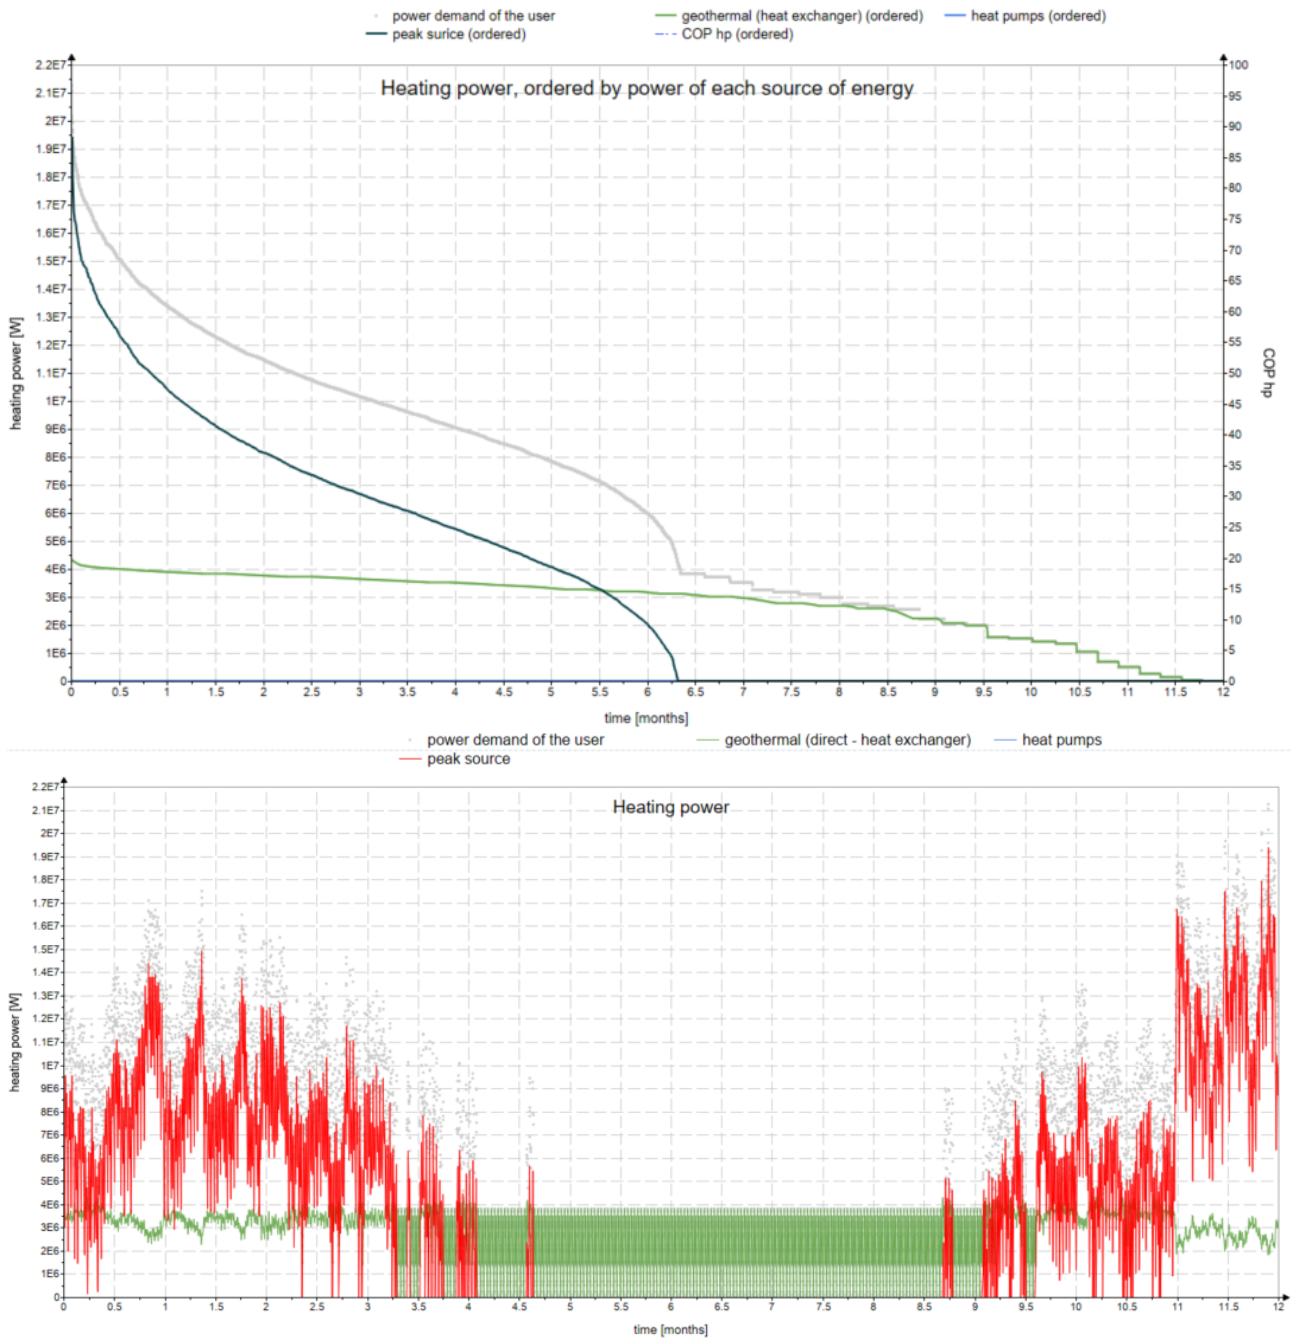 power demand of the user geothermal (heat exchanger) (ordered) heat pumps (ordered)
peak surice (ordered) COP hp (ordered)
Heating power, ordered by power of each source of energy
heating power [W]
2.2E7
2.1E7
2E7
1.9E7
1.8E7
1.7E7
1.6E7
1.5E7
1.4E7
1.3E7
1.2E7
1.1E7
1E7
9E6
8E6
7E6
6E6
5E6
4E6
3E6
2E6
1E6
0
100
95
90
85
80
75
70
65
60
55
50
45
40
35
30
25
20
15
10
5
0
COP hp
0 0.5 1 1.5 2 2.5 3 3.5 4 4.5 5 5.5 6 6.5 7 7.5 8 8.5 9 9.5 10 10.5 11 11.5 12
time [months]
power demand of the user geothermal (direct - heat exchanger) heat pumps
peak source
Heating power
heating power [W]
2.2E7
2.1E7
2E7
1.9E7
1.8E7
1.7E7
1.6E7
1.5E7
1.4E7
1.3E7
1.2E7
1.1E7
1E7
9E6
8E6
7E6
6E6
5E6
4E6
3E6
2E6
1E6
0
0 0.5 1 1.5 2 2.5 3 3.5 4 4.5 5 5.5 6 6.5 7 7.5 8 8.5 9 9.5 10 10.5 11 11.5 12
time [months]